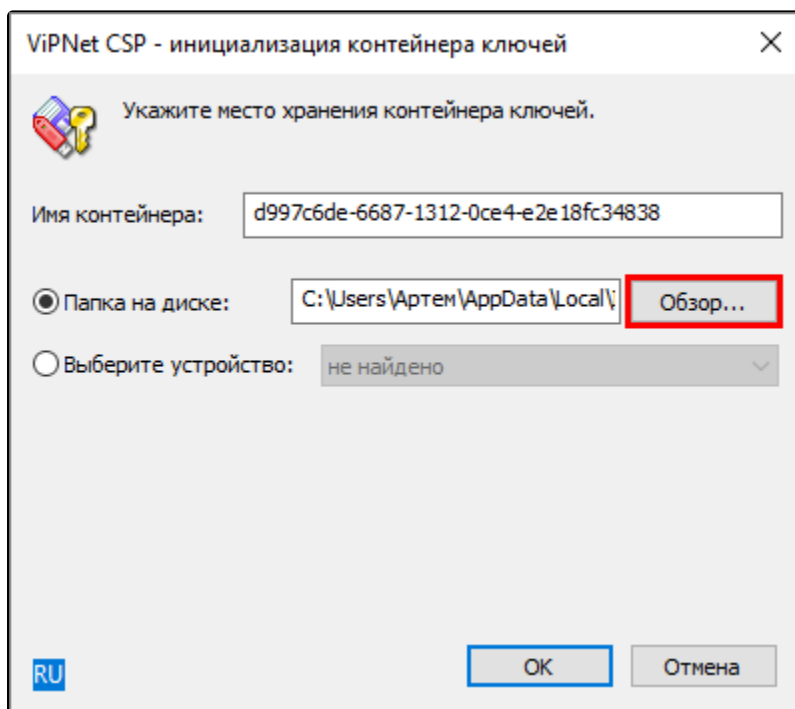 ViPNet CSP - инициализация контейнера ключей
Укажите место хранения контейнера ключей.
Имя контейнера: d997c6de-6687-1312-0ce4-e2e18fc34838
Папка на диске: C:\Users\Артем\AppData\Local\ Обзор...
Выберите устройство: не найдено
RU OK Отмена